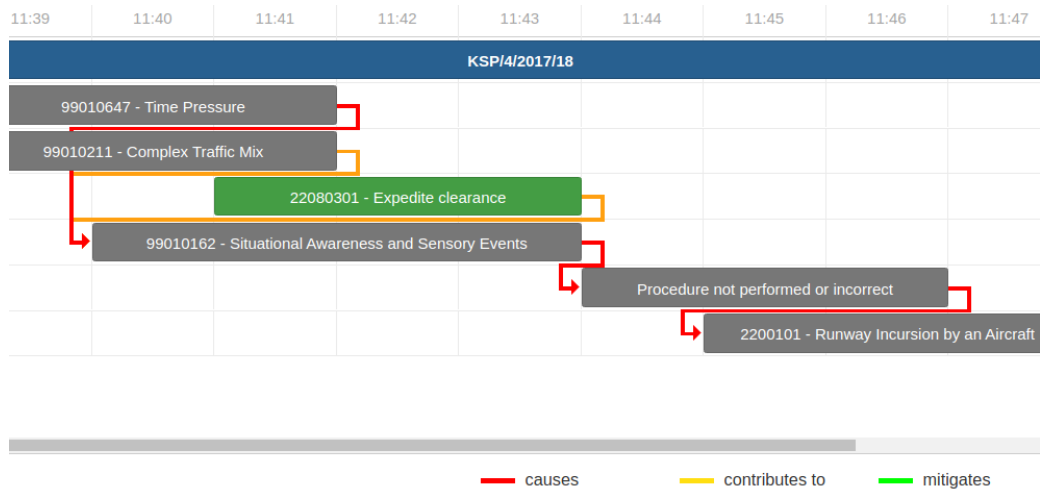 11:39 11:40 11:41 11:42 11:43 11:44 11:45 11:46 11:47
KSP/4/2017/18
99010647 - Time Pressure
99010211 - Complex Traffic Mix
22080301 - Expedite clearance
99010162 - Situational Awareness and Sensory Events
Procedure not performed or incorrect
2200101 - Runway Incursion by an Aircraft
causes contributes to mitigates